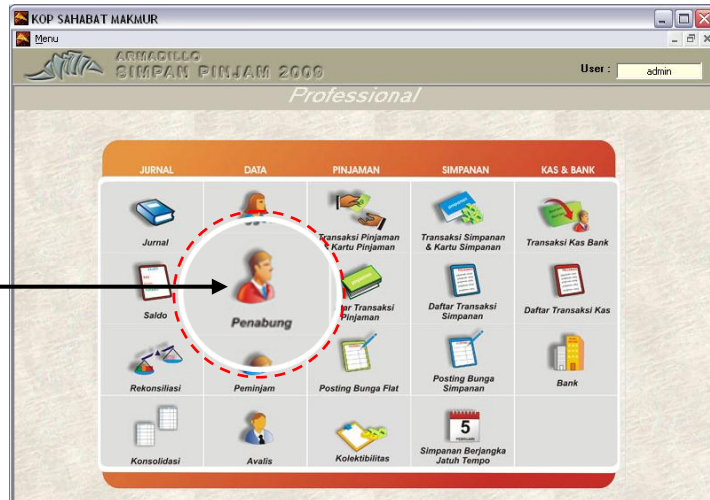 KOP SAHABAT MAKMUR
Menu
ARMADILLO
SIMPAN PINJAM 2009
User :
admin
Professional
JURNAL
DATA
PINJAMAN
SIMPANAN
KAS & BANK
Jurnal
Transaksi Pinjaman
& Kartu Pinjaman
Transaksi Simpanan
& Kartu Simpanan
Transaksi Kas Bank
Saldo
Penabung
Transaksi
Pinjaman
Daftar Transaksi
Simpanan
Daftar Transaksi Kas
Rekonsiliasi
Peminjam
Posting Bunga Flat
Posting Bunga
Simpanan
Bank
5
Konsolidasi
Avalis
Kolektibilitas
Simpanan Berjangka
Jatuh Tempo